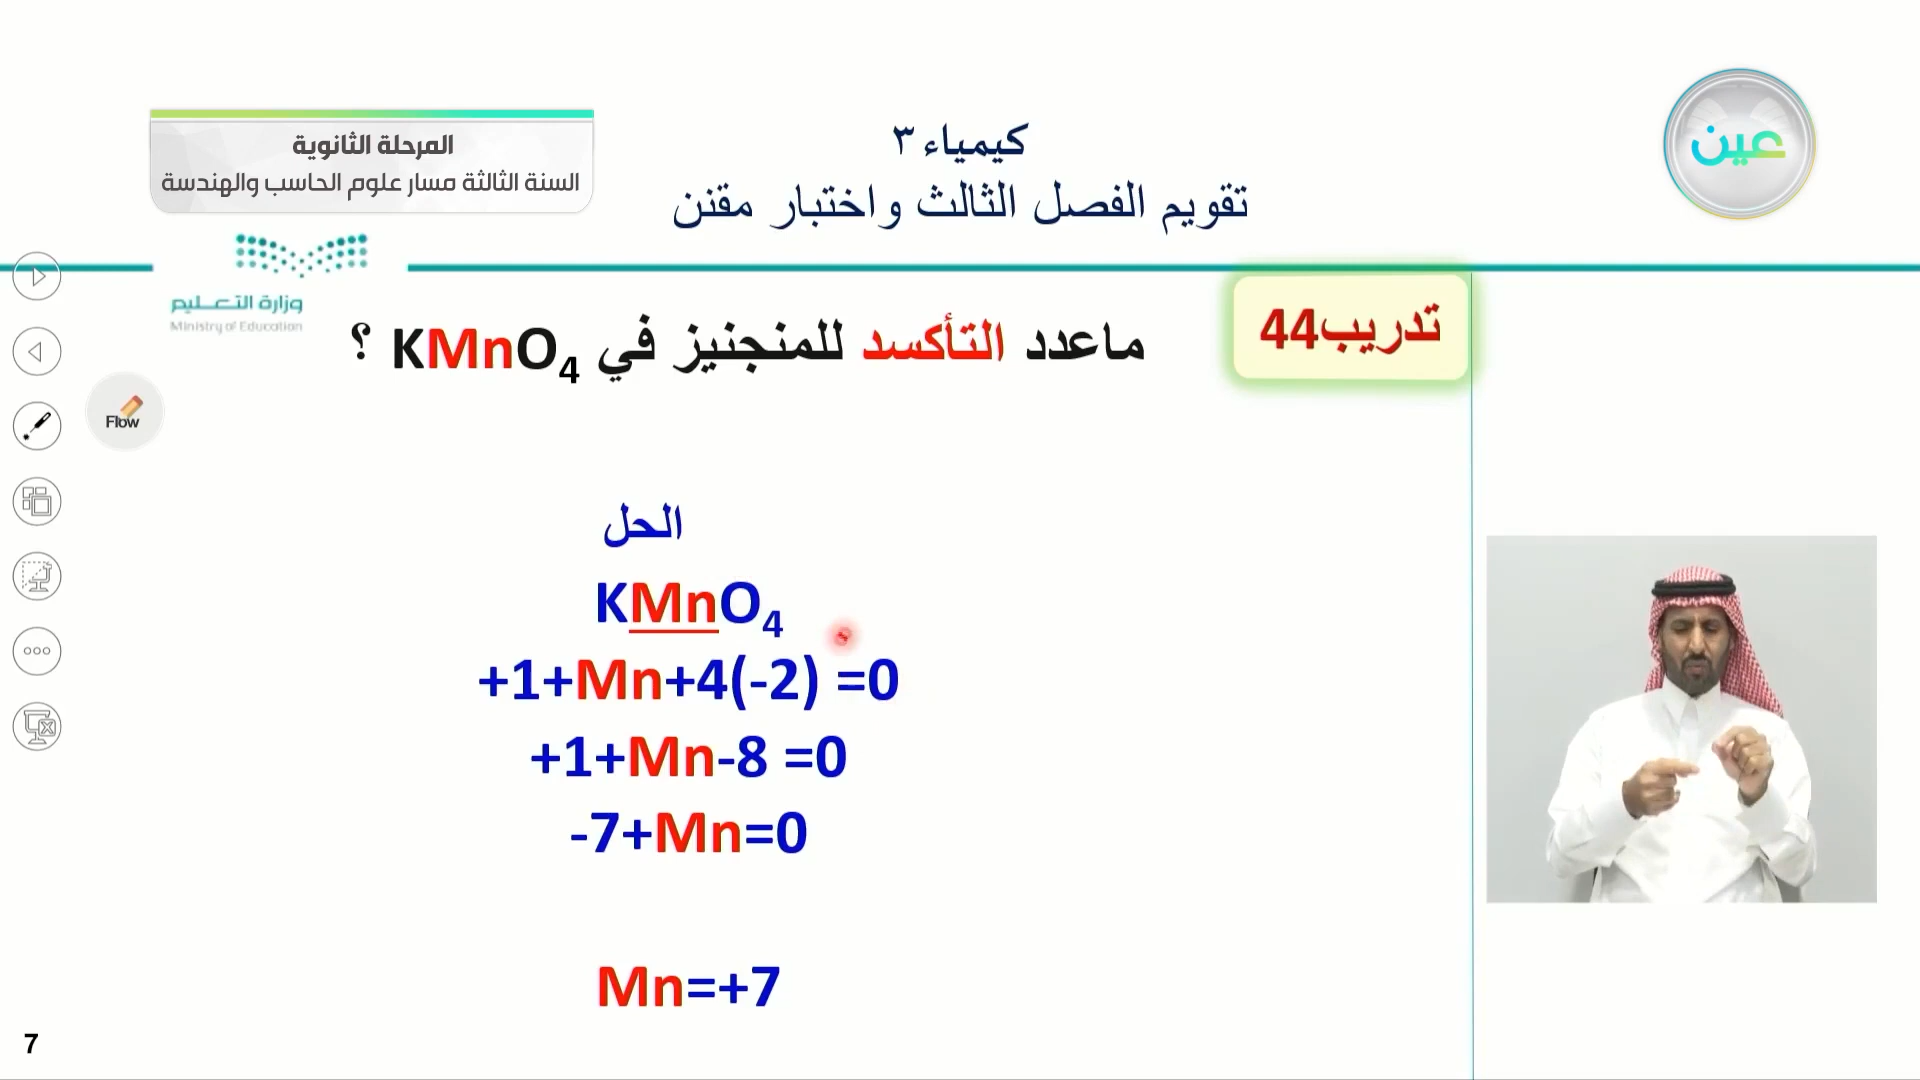 المرحلة الثانوية
السنة الثالثة مسار علوم الحاسب والهندسة
كيمياء ٣
تقويم الفصل الثالث واختبار مقنن
عين
وزارة التعليم
Ministry of Education
تدريب44
ماعدد التأكسد للمنجنيز في KMnO₄ ؟
Flow
الحل
KMnO₄
+1+Mn+4(-2) =0
+1+Mn-8 =0
-7+Mn=0
Mn=+7
7